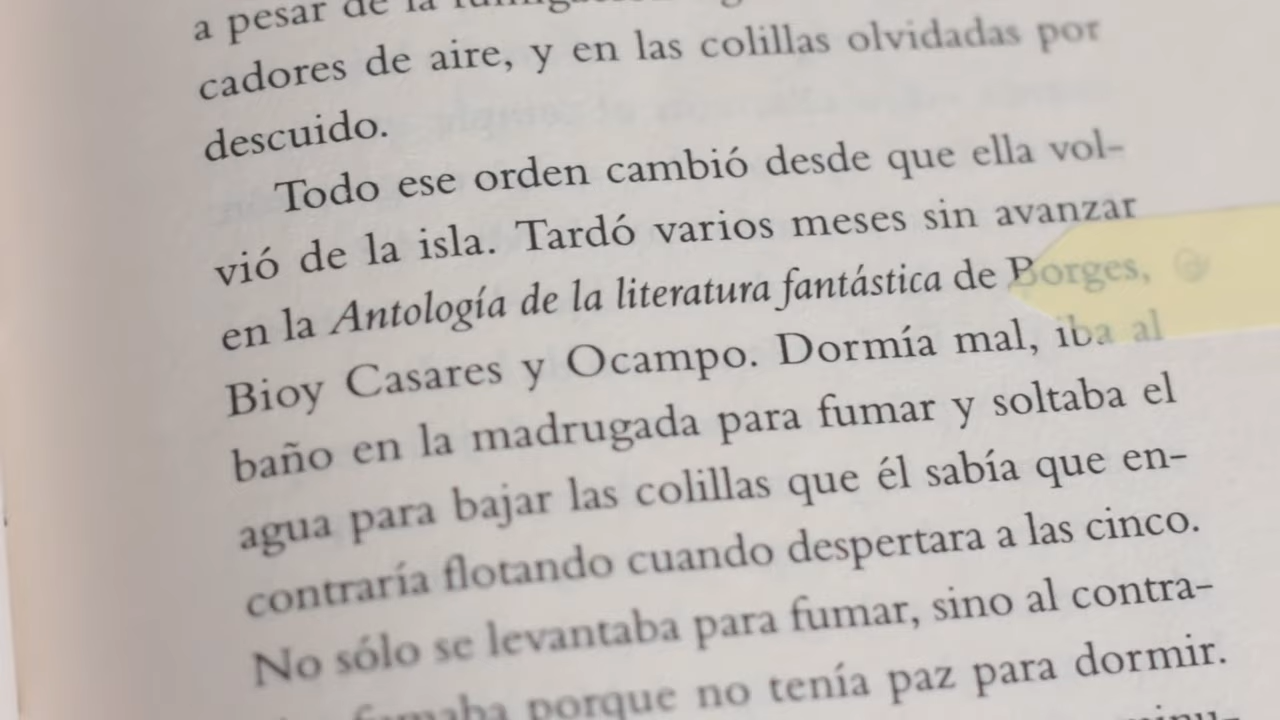 a pesar de la
cadores de aire, y en las colillas olvidadas por
descuido.
Todo ese orden cambió desde que ella vol-
vió de la isla. Tardó varios meses sin avanzar
en la Antología de la literatura fantástica de Borges,
Bioy Casares y Ocampo. Dormía mal, iba al
baño en la madrugada para fumar y soltaba el
agua para bajar las colillas que él sabía que en-
contraría flotando cuando despertara a las cinco.
No sólo se levantaba para fumar, sino al contra-
fumaba porque no tenía paz para dormir.